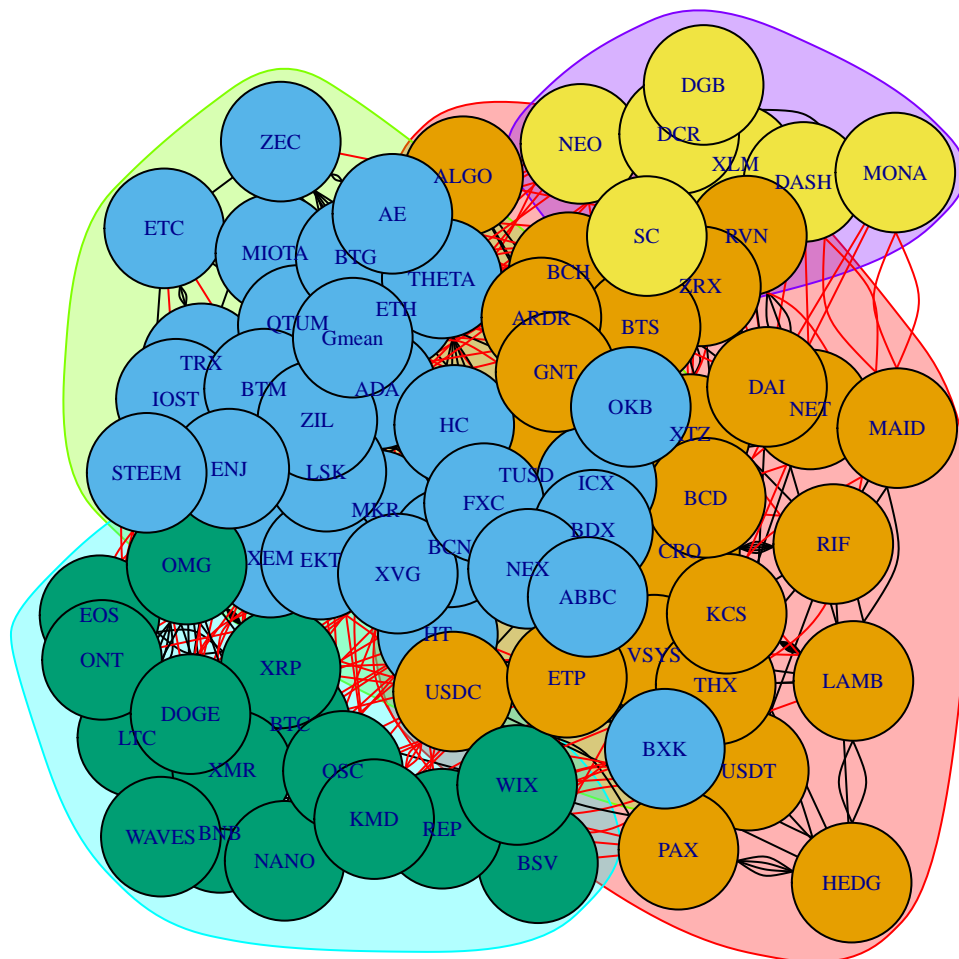 DGB
ZEC
NEO
DCR
XLM
ALGO
DASH
MONA
AE
ETC
MIOTA
BTG
SC
RVN
THETA
BCH
ZRX
ETH
QTUM
ARDR
BTS
Gmean
TRX
GNT
IOST
BTM
ADA
DAI
NET
OKB
ZIL
HC
XTZ
MAID
STEEM
ENJ
LSK
TUSD
ICX
FXC
BCD
MKR
BDX
BCN
CRO
RIF
OMG
XEM
EKT
XVG
NEX
ABBC
EOS
KCS
HT
ONT
XRP
VSYS
USDC
ETP
THX
LAMB
DOGE
BTC
LTC
BXK
XMR
OSC
WIX
USDT
WAVES
BNB
KMD
REP
NANO
BSV
PAX
HEDG